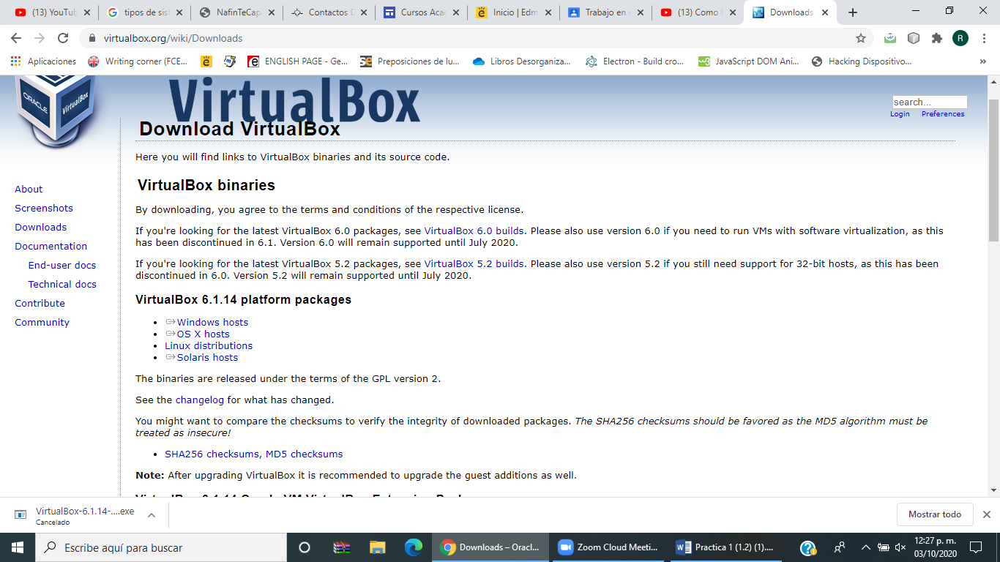 (13) YouTub
tipos de sis
NafinTeCap
Contactos D
Cursos Acad
Inicio | Edm
Trabajo en c
(13) Como
Downloads
virtualbox.org/wiki/Downloads
R
Aplicaciones
Writing corner (FCE...
ENGLISH PAGE - Ge...
Preposiciones de lu...
Libros Desorganiza...
Electron - Build cro...
JavaScript DOM Ani...
Hacking Dispositivo...
»
ORACLE
VirtualBox
VirtualBox
search...
Login Preferences
Download VirtualBox
Here you will find links to VirtualBox binaries and its source code.
About
Screenshots
Downloads
Documentation
End-user docs
Technical docs
Contribute
Community
VirtualBox binaries
By downloading, you agree to the terms and conditions of the respective license.
If you're looking for the latest VirtualBox 6.0 packages, see VirtualBox 6.0 builds. Please also use version 6.0 if you need to run VMs with software virtualization, as this
has been discontinued in 6.1. Version 6.0 will remain supported until July 2020.
If you're looking for the latest VirtualBox 5.2 packages, see VirtualBox 5.2 builds. Please also use version 5.2 if you still need support for 32-bit hosts, as this has been
discontinued in 6.0. Version 5.2 will remain supported until July 2020.
VirtualBox 6.1.14 platform packages
Windows hosts
OS X hosts
Linux distributions
Solaris hosts
The binaries are released under the terms of the GPL version 2.
See the changelog for what has changed.
You might want to compare the checksums to verify the integrity of downloaded packages. The SHA256 checksums should be favored as the MD5 algorithm must be
treated as insecure!
SHA256 checksums, MD5 checksums
Note: After upgrading VirtualBox it is recommended to upgrade the guest additions as well.
VirtualBox 6.1.14 Oracle VM VirtualBox Extension Pack
VirtualBox-6.1.14-....exe
Cancelado
Mostrar todo
Escribe aquí para buscar
Downloads – Oracl...
Zoom Cloud Meeti...
Practica 1 (1.2) (1)....
12:27 p. m.
03/10/2020